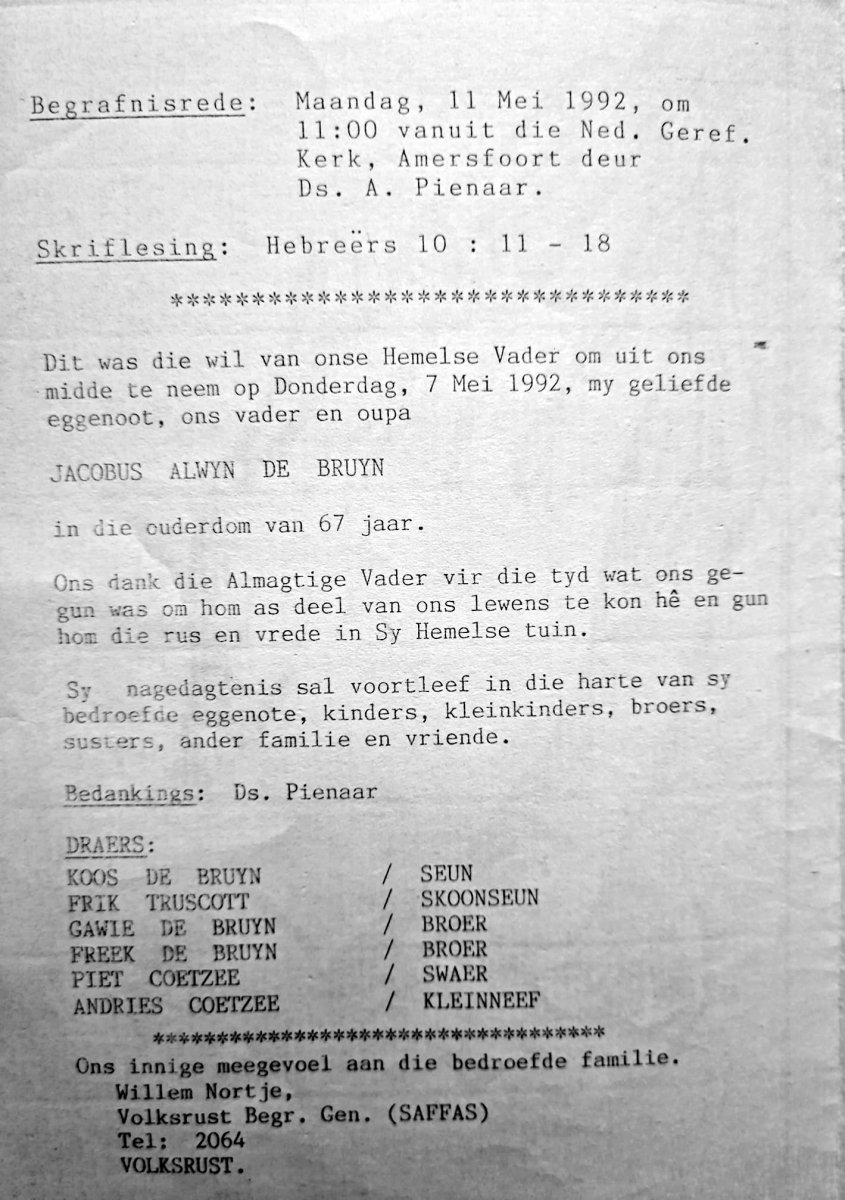 Begrafnisrede: Maandag, 11 Mei 1992, om
11:00 vanuit die Ned. Geref.
Kerk, Amersfoort deur
Ds. A. Pienaar.
Skriflesing: Hebreërs 10 : 11 - 18
********************************
Dit was die wil van onse Hemelse Vader om uit ons
midde te neem op Donderdag, 7 Mei 1992, my geliefde
eggenoot, ons vader en oupa
JACOBUS ALWYN DE BRUYN
in die ouderdom van 67 jaar.
Ons dank die Almagtige Vader vir die tyd wat ons ge-
gun was om hom as deel van ons lewens te kon hê en gun
hom die rus en vrede in Sy Hemelse tuin.
Sy nagedagtenis sal voortleef in die harte van sy
bedroefde eggenote, kinders, kleinkinders, broers,
susters, ander familie en vriende.
Bedankings: Ds. Pienaar
DRAERS:
KOOS DE BRUYN / SEUN
FRIK TRUSCOTT / SKOONSEUN
GAWIE DE BRUYN / BROER
FREEK DE BRUYN / BROER
PIET COETZEE / SWAER
ANDRIES COETZEE / KLEINNEEF
************************************
Ons innige meegevoel aan die bedroefde familie.
Willem Nortje,
Volksrust Begr. Gen. (SAFFAS)
Tel: 2064
VOLKSRUST.